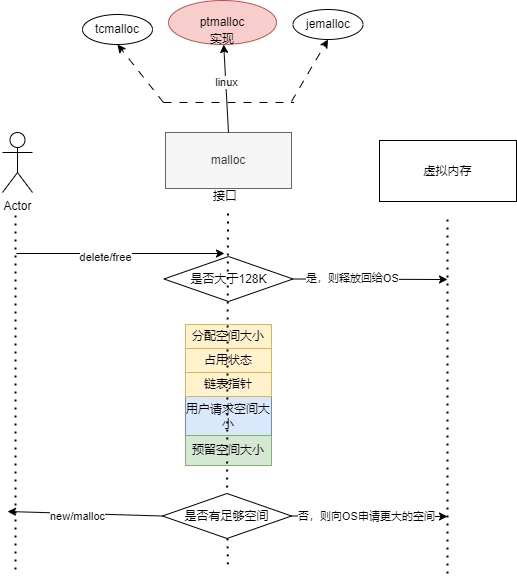 tcmalloc
ptmalloc
实现
jemalloc
linux
malloc
接口
虚拟内存
Actor
delete/free
是否大于128K
是，则释放回给OS
分配空间大小
占用状态
链表指针
用户请求空间大
小
预留空间大小
new/malloc
是否有足够空间
否，则向OS申请更大的空间